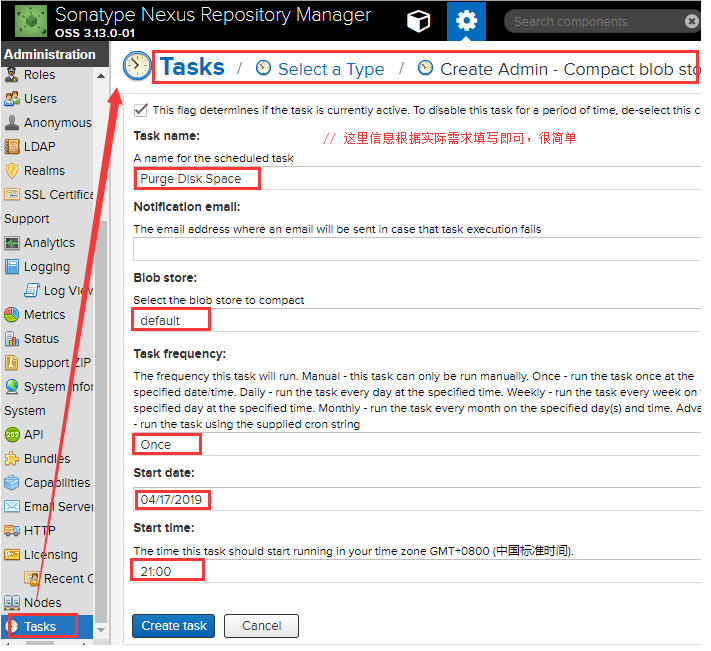 Sonatype Nexus Repository Manager
OSS 3.13.0-01
Search components
Administration
Roles
Users
Anonymous
LDAP
Realms
SSL Certifica
Support
Analytics
Logging
Log View
Metrics
Status
Support ZIP
System Infor
System
API
Bundles
Capabilities
Email Server
HTTP
Licensing
Recent C
Nodes
Tasks
Tasks / Select a Type / Create Admin - Compact blob sto
This flag determines if the task is currently active. To disable this task for a period of time, de-select this c
Task name:
// 这里信息根据实际需求填写即可，很简单
A name for the scheduled task
Purge Disk Space
Notification email:
The email address where an email will be sent in case that task execution fails
Blob store:
Select the blob store to compact
default
Task frequency:
The frequency this task will run. Manual - this task can only be run manually. Once - run the task once at the
specified date/time. Daily - run the task every day at the specified time. Weekly - run the task every week on
specified day at the specified time. Monthly - run the task every month on the specified day(s) and time. Adva
- run the task using the supplied cron string
Once
Start date:
04/17/2019
Start time:
The time this task should start running in your time zone GMT+0800 (中国标准时间).
21:00
Create task
Cancel